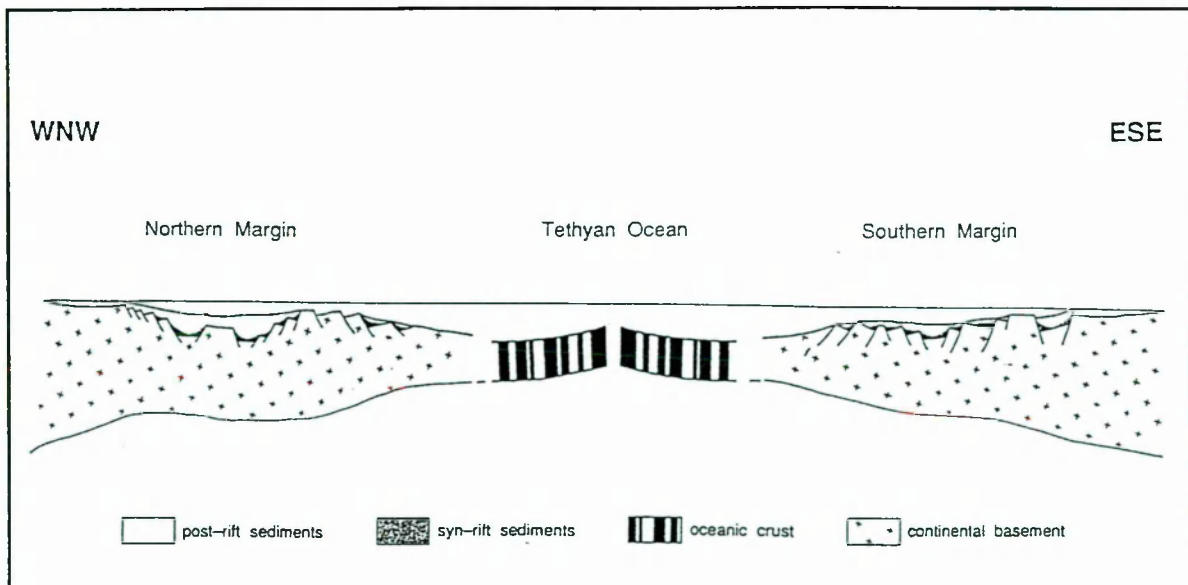 WNW
ESE
Northern Margin
Tethyan Ocean
Southern Margin
post–rift sediments
syn–rift sediments
oceanic crust
continental basement